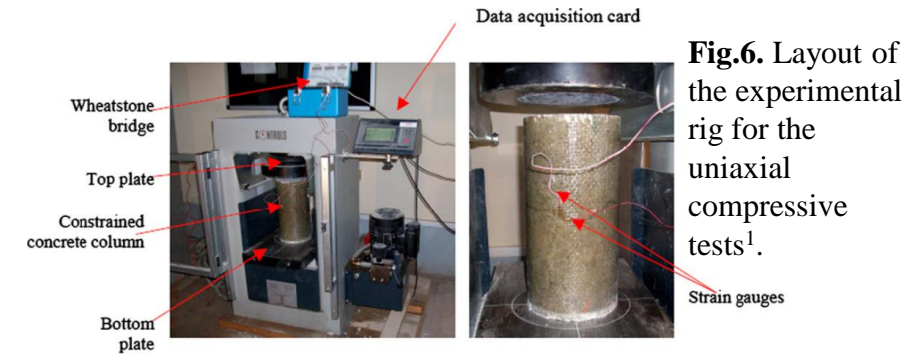 Data acquisition card
Wheatstone
bridge
Top plate
Constrained
concrete column
Bottom
plate
CONTROLS
Strain gauges
Fig.6. Layout of
the experimental
rig for the
uniaxial
compressive
tests¹.